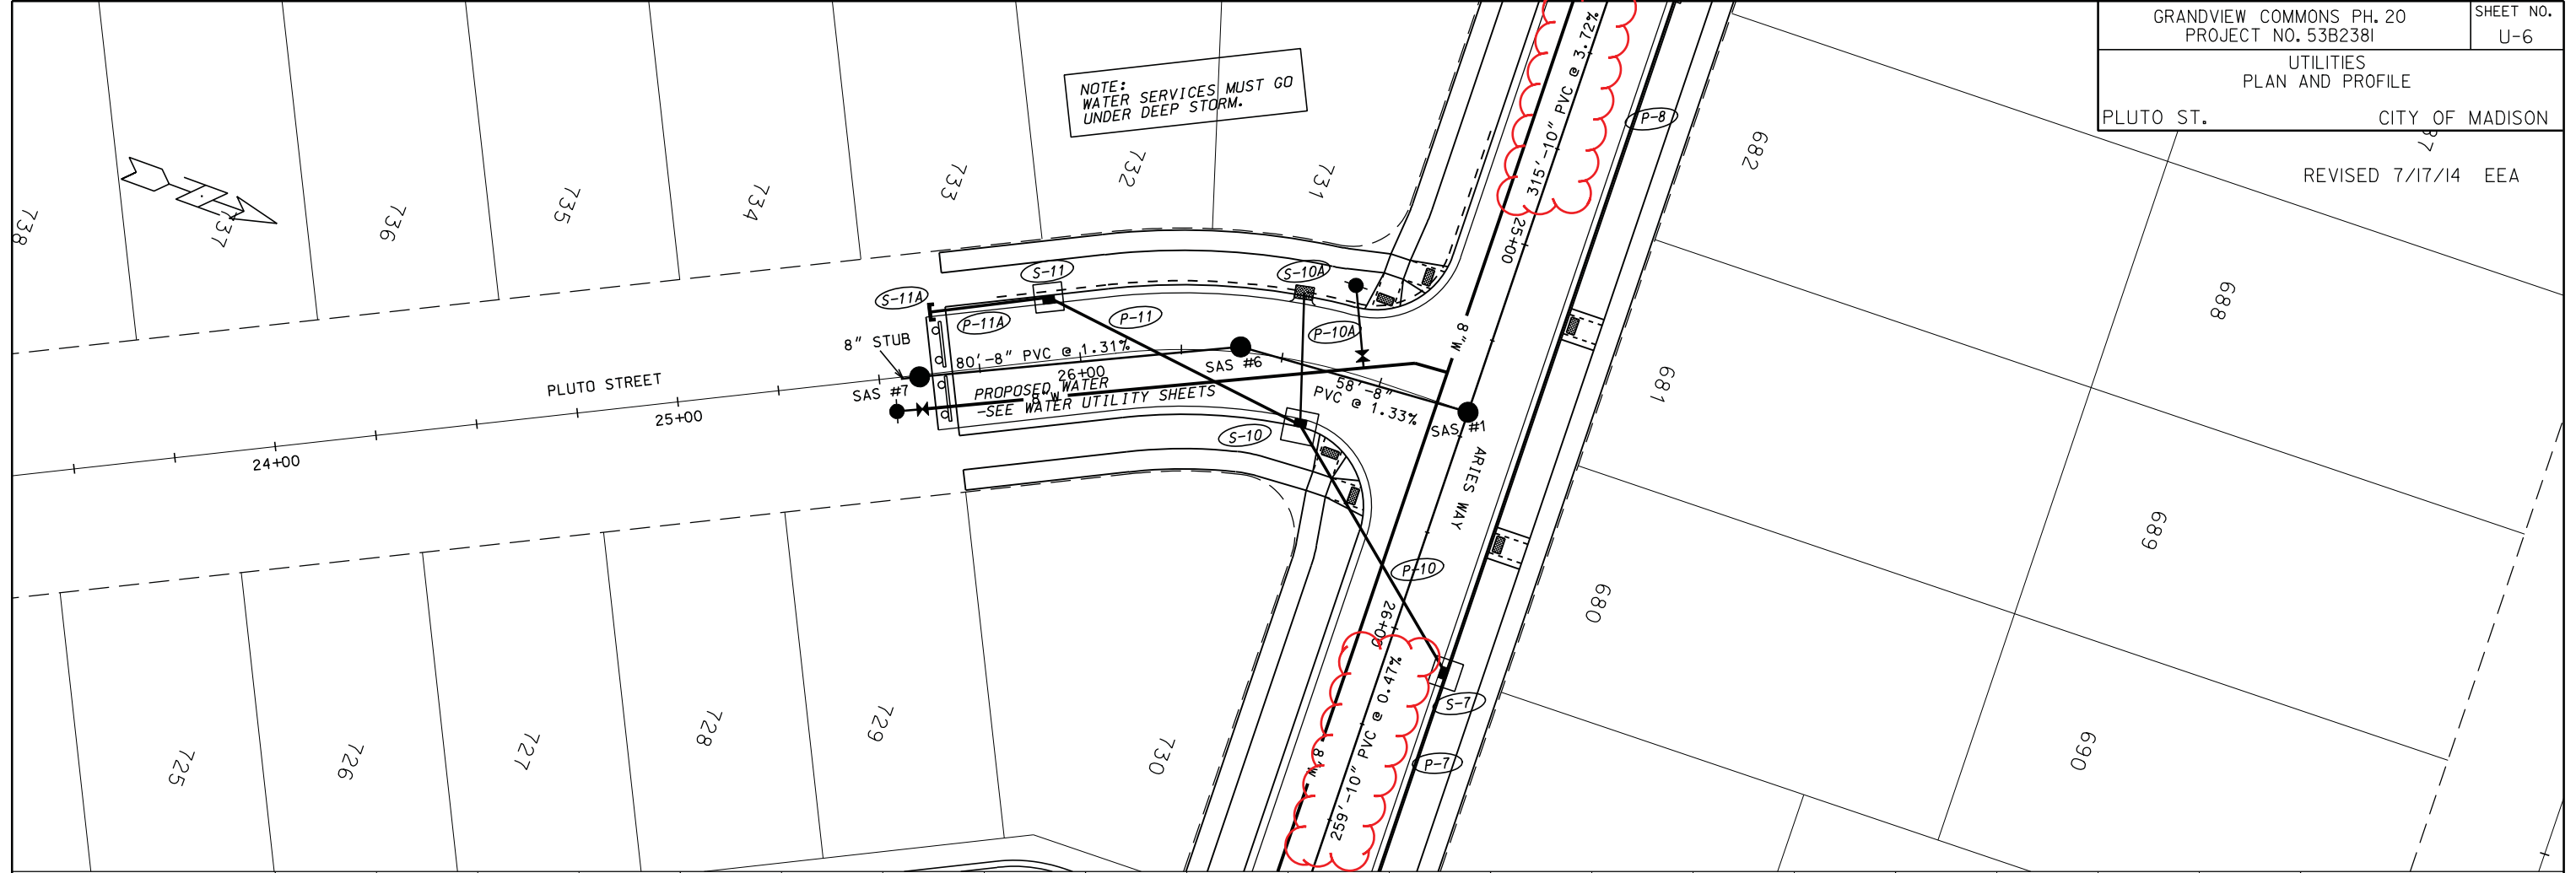 GRANDVIEW COMMONS PH. 20
PROJECT NO. 53B2381
SHEET NO.
U-6
UTILITIES
PLAN AND PROFILE
PLUTO ST.
CITY OF MADISON
REVISED 7/17/14 EEA
NOTE:
WATER SERVICES MUST GO
UNDER DEEP STORM.
738
737
736
735
734
733
732
731
682
688
681
689
680
690
315'-10" PVC @ 3.72%
P-8
25+00
8"W
S-11
S-10A
S-11A
P-11A
P-11
P-10A
8" STUB
80'-8" PVC @ 1.31%
26+00
SAS #6
SAS #7
PLUTO STREET
24+00
25+00
PROPOSED WATER
8"W
-SEE WATER UTILITY SHEETS
58'-8"
PVC @ 1.33%
SAS #1
S-10
ARIES WAY
P-10
26+00
259'-10" PVC @ 0.47%
8"W
S-7
P-7
725
726
727
728
729
730